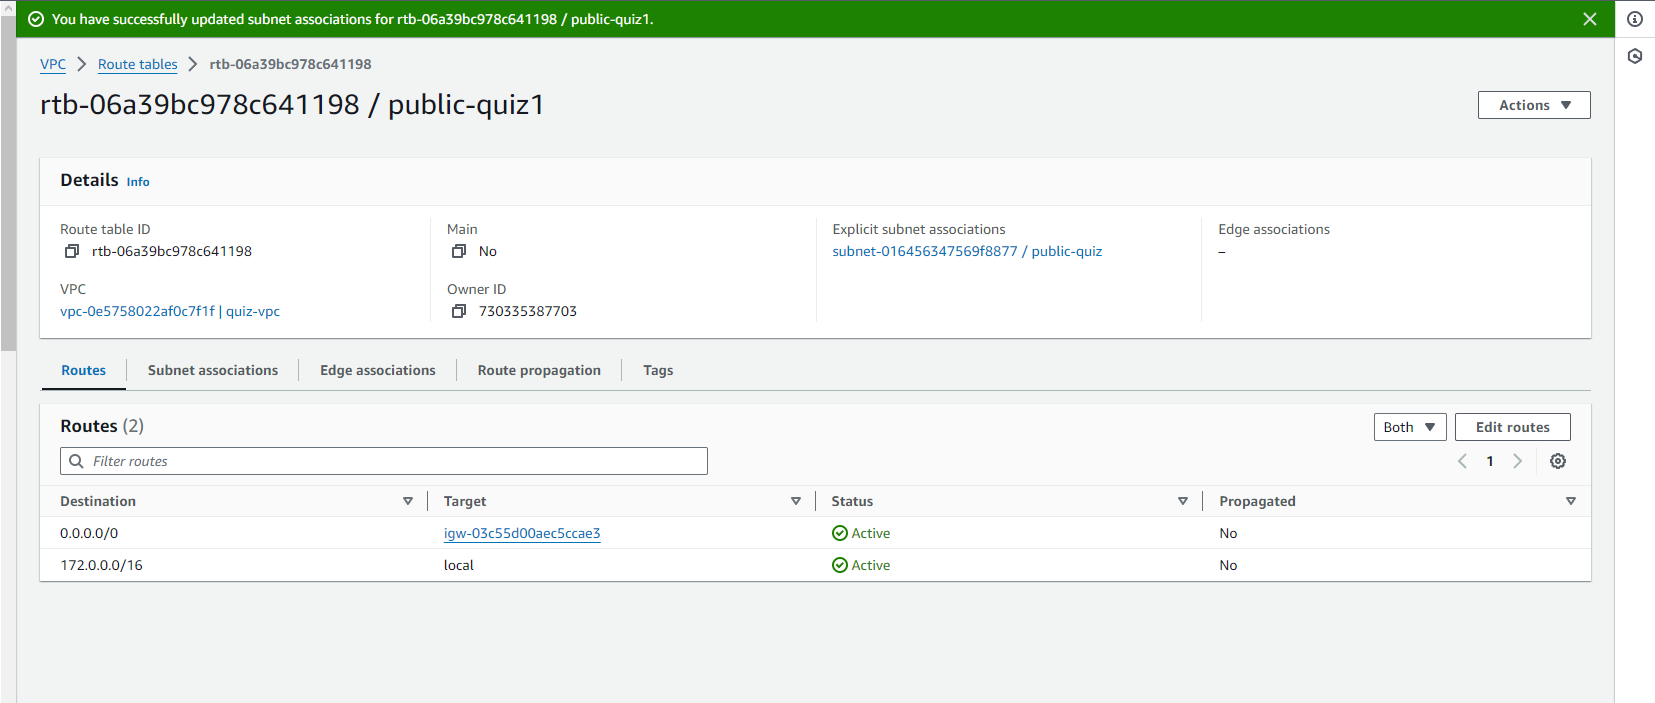 You have successfully updated subnet associations for rtb-06a39bc978c641198 / public-quiz1.
VPC Route tables rtb-06a39bc978c641198
rtb-06a39bc978c641198 / public-quiz1
Actions
Details Info
Route table ID
rtb-06a39bc978c641198
Main
No
Explicit subnet associations
subnet-016456347569f8877 / public-quiz
Edge associations
–
VPC
vpc-0e5758022af0c7f1f | quiz-vpc
Owner ID
730335387703
Routes Subnet associations Edge associations Route propagation Tags
Routes (2)
Both Edit routes
Filter routes
1
Destination Target Status Propagated
0.0.0.0/0 igw-03c55d00aec5ccae3 Active No
172.0.0.0/16 local Active No